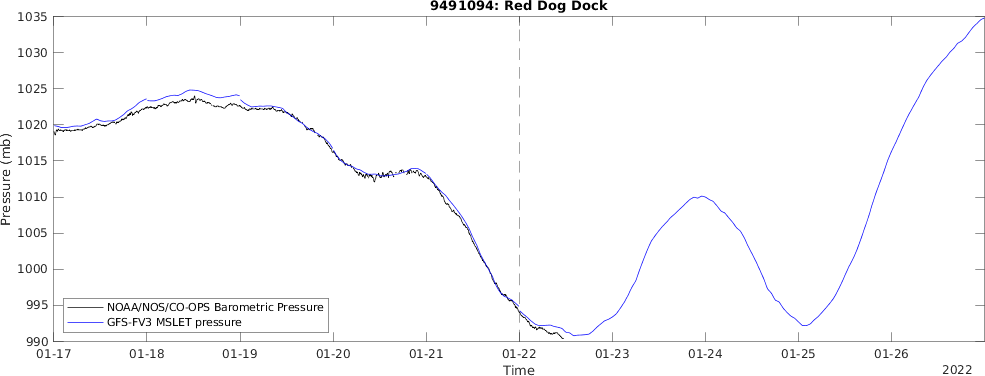 9491094: Red Dog Dock
Pressure (mb)
1035
1030
1025
1020
1015
1010
1005
1000
995
990
NOAA/NOS/CO-OPS Barometric Pressure
GFS-FV3 MSLET pressure
01-17 01-18 01-19 01-20 01-21 01-22 01-23 01-24 01-25 01-26
Time
2022